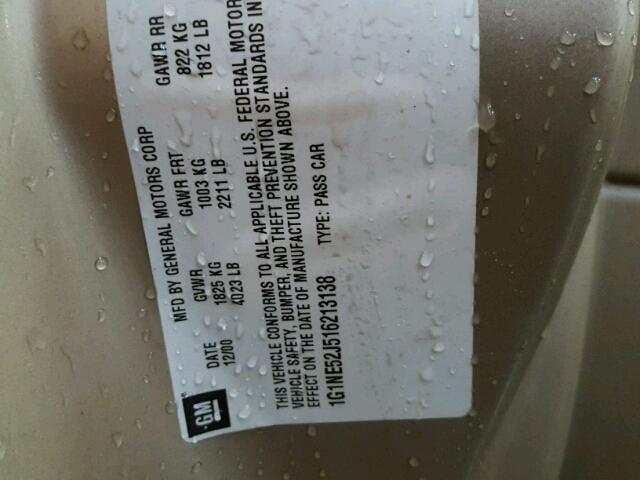 GM
MFD BY GENERAL MOTORS CORP
DATE GVWR GAWR FRT GAWR RR
12/00 1825 KG 1003 KG 822 KG
4023 LB 2211 LB 1812 LB
THIS VEHICLE CONFORMS TO ALL APPLICABLE U.S. FEDERAL MOTOR
VEHICLE SAFETY, BUMPER, AND THEFT PREVENTION STANDARDS IN
EFFECT ON THE DATE OF MANUFACTURE SHOWN ABOVE.
1G1NE52J516213138 TYPE: PASS CAR